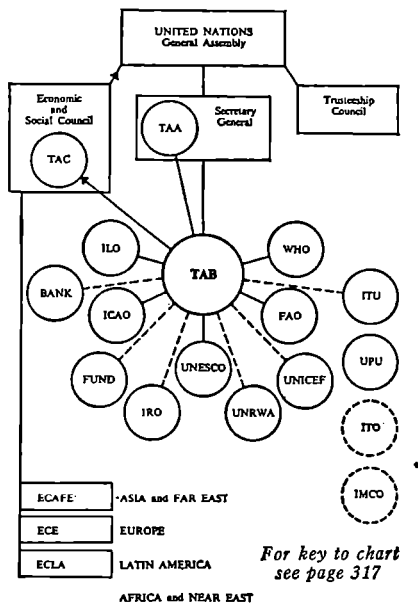 UNITED NATIONS
General Assembly
Economic
and
Social Council
TAC
TAA
Secretary
General
Trusteeship
Council
ILO
WHO
BANK
TAB
ITU
ICAO
FAO
FUND
UNESCO
UNICEF
UPU
IRO
UNRWA
ITO
IMCO
ECAFE ASIA and FAR EAST
ECE EUROPE
ECLA LATIN AMERICA
AFRICA and NEAR EAST
For key to chart
see page 317